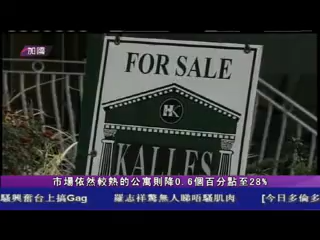 加國
FOR SALE
HK
KALLES
市場依然較熱的公寓則降0.6個百分點至28%
騷興奮台上搞Gag 羅志祥驚無人睇唔騷肌肉 [今日多倫多